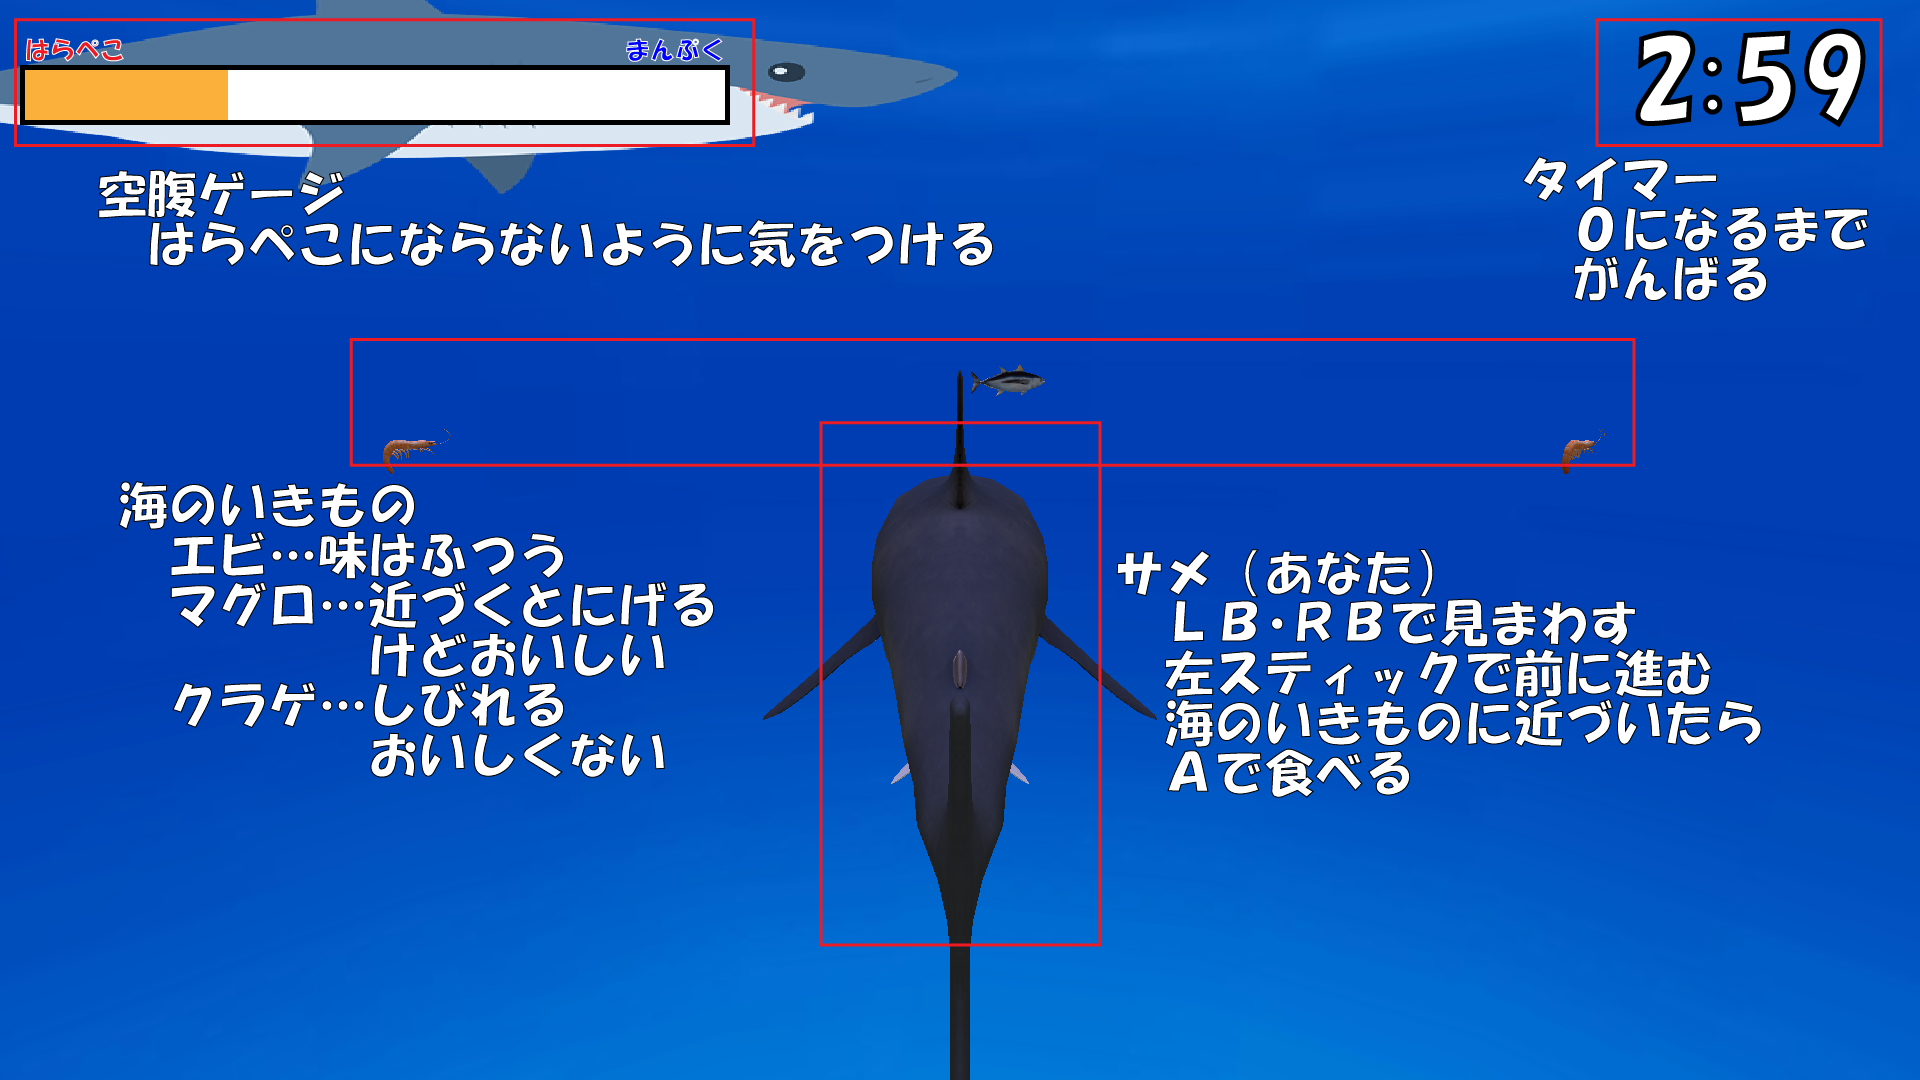 はらぺこ まんぷく
2:59
空腹ゲージ
はらぺこにならないように気をつける
タイマー
０になるまで
がんばる
海のいきもの
エビ…味はふつう
マグロ…近づくとにげる
けどおいしい
クラゲ…しびれる
おいしくない
サメ（あなた）
ＬＢ・ＲＢで見まわす
左スティックで前に進む
海のいきものに近づいたら
Ａで食べる